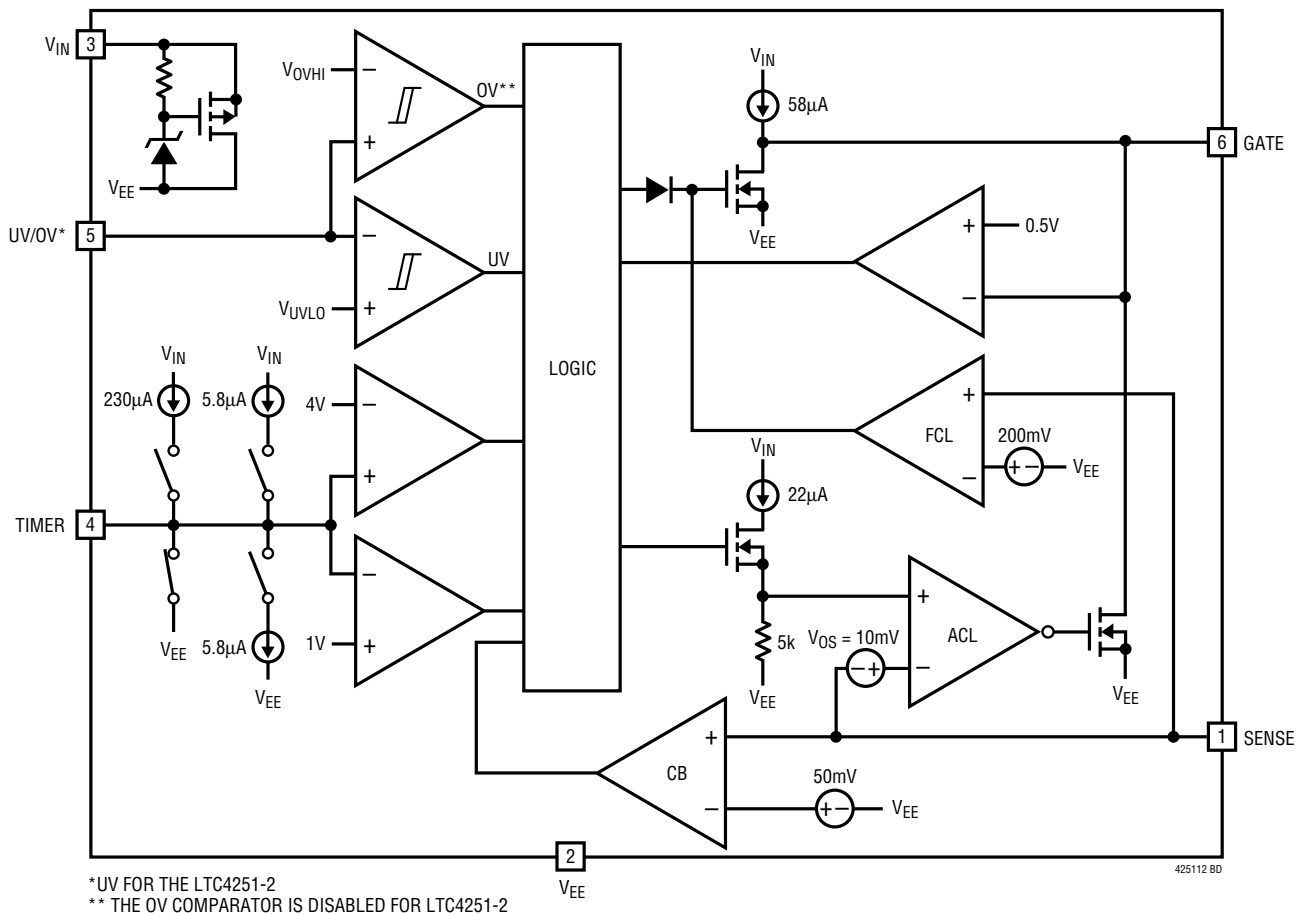 VIN 3
VEE
UV/OV* 5
VOVHI −
+
OV**
−
UV
VUVLO +
VIN VIN
230µA 5.8µA
4V −
+
TIMER 4
−
1V +
VEE 5.8µA
VEE
LOGIC
VIN
58µA
VEE
6 GATE
+ 0.5V
−
+
FCL 200mV
− + − VEE
VIN
22µA
+
ACL
VOS = 10mV
− + −
5k
VEE
VEE
1 SENSE
+
CB 50mV
− + − VEE
2
VEE
425112 BD
*UV FOR THE LTC4251-2
** THE OV COMPARATOR IS DISABLED FOR LTC4251-2